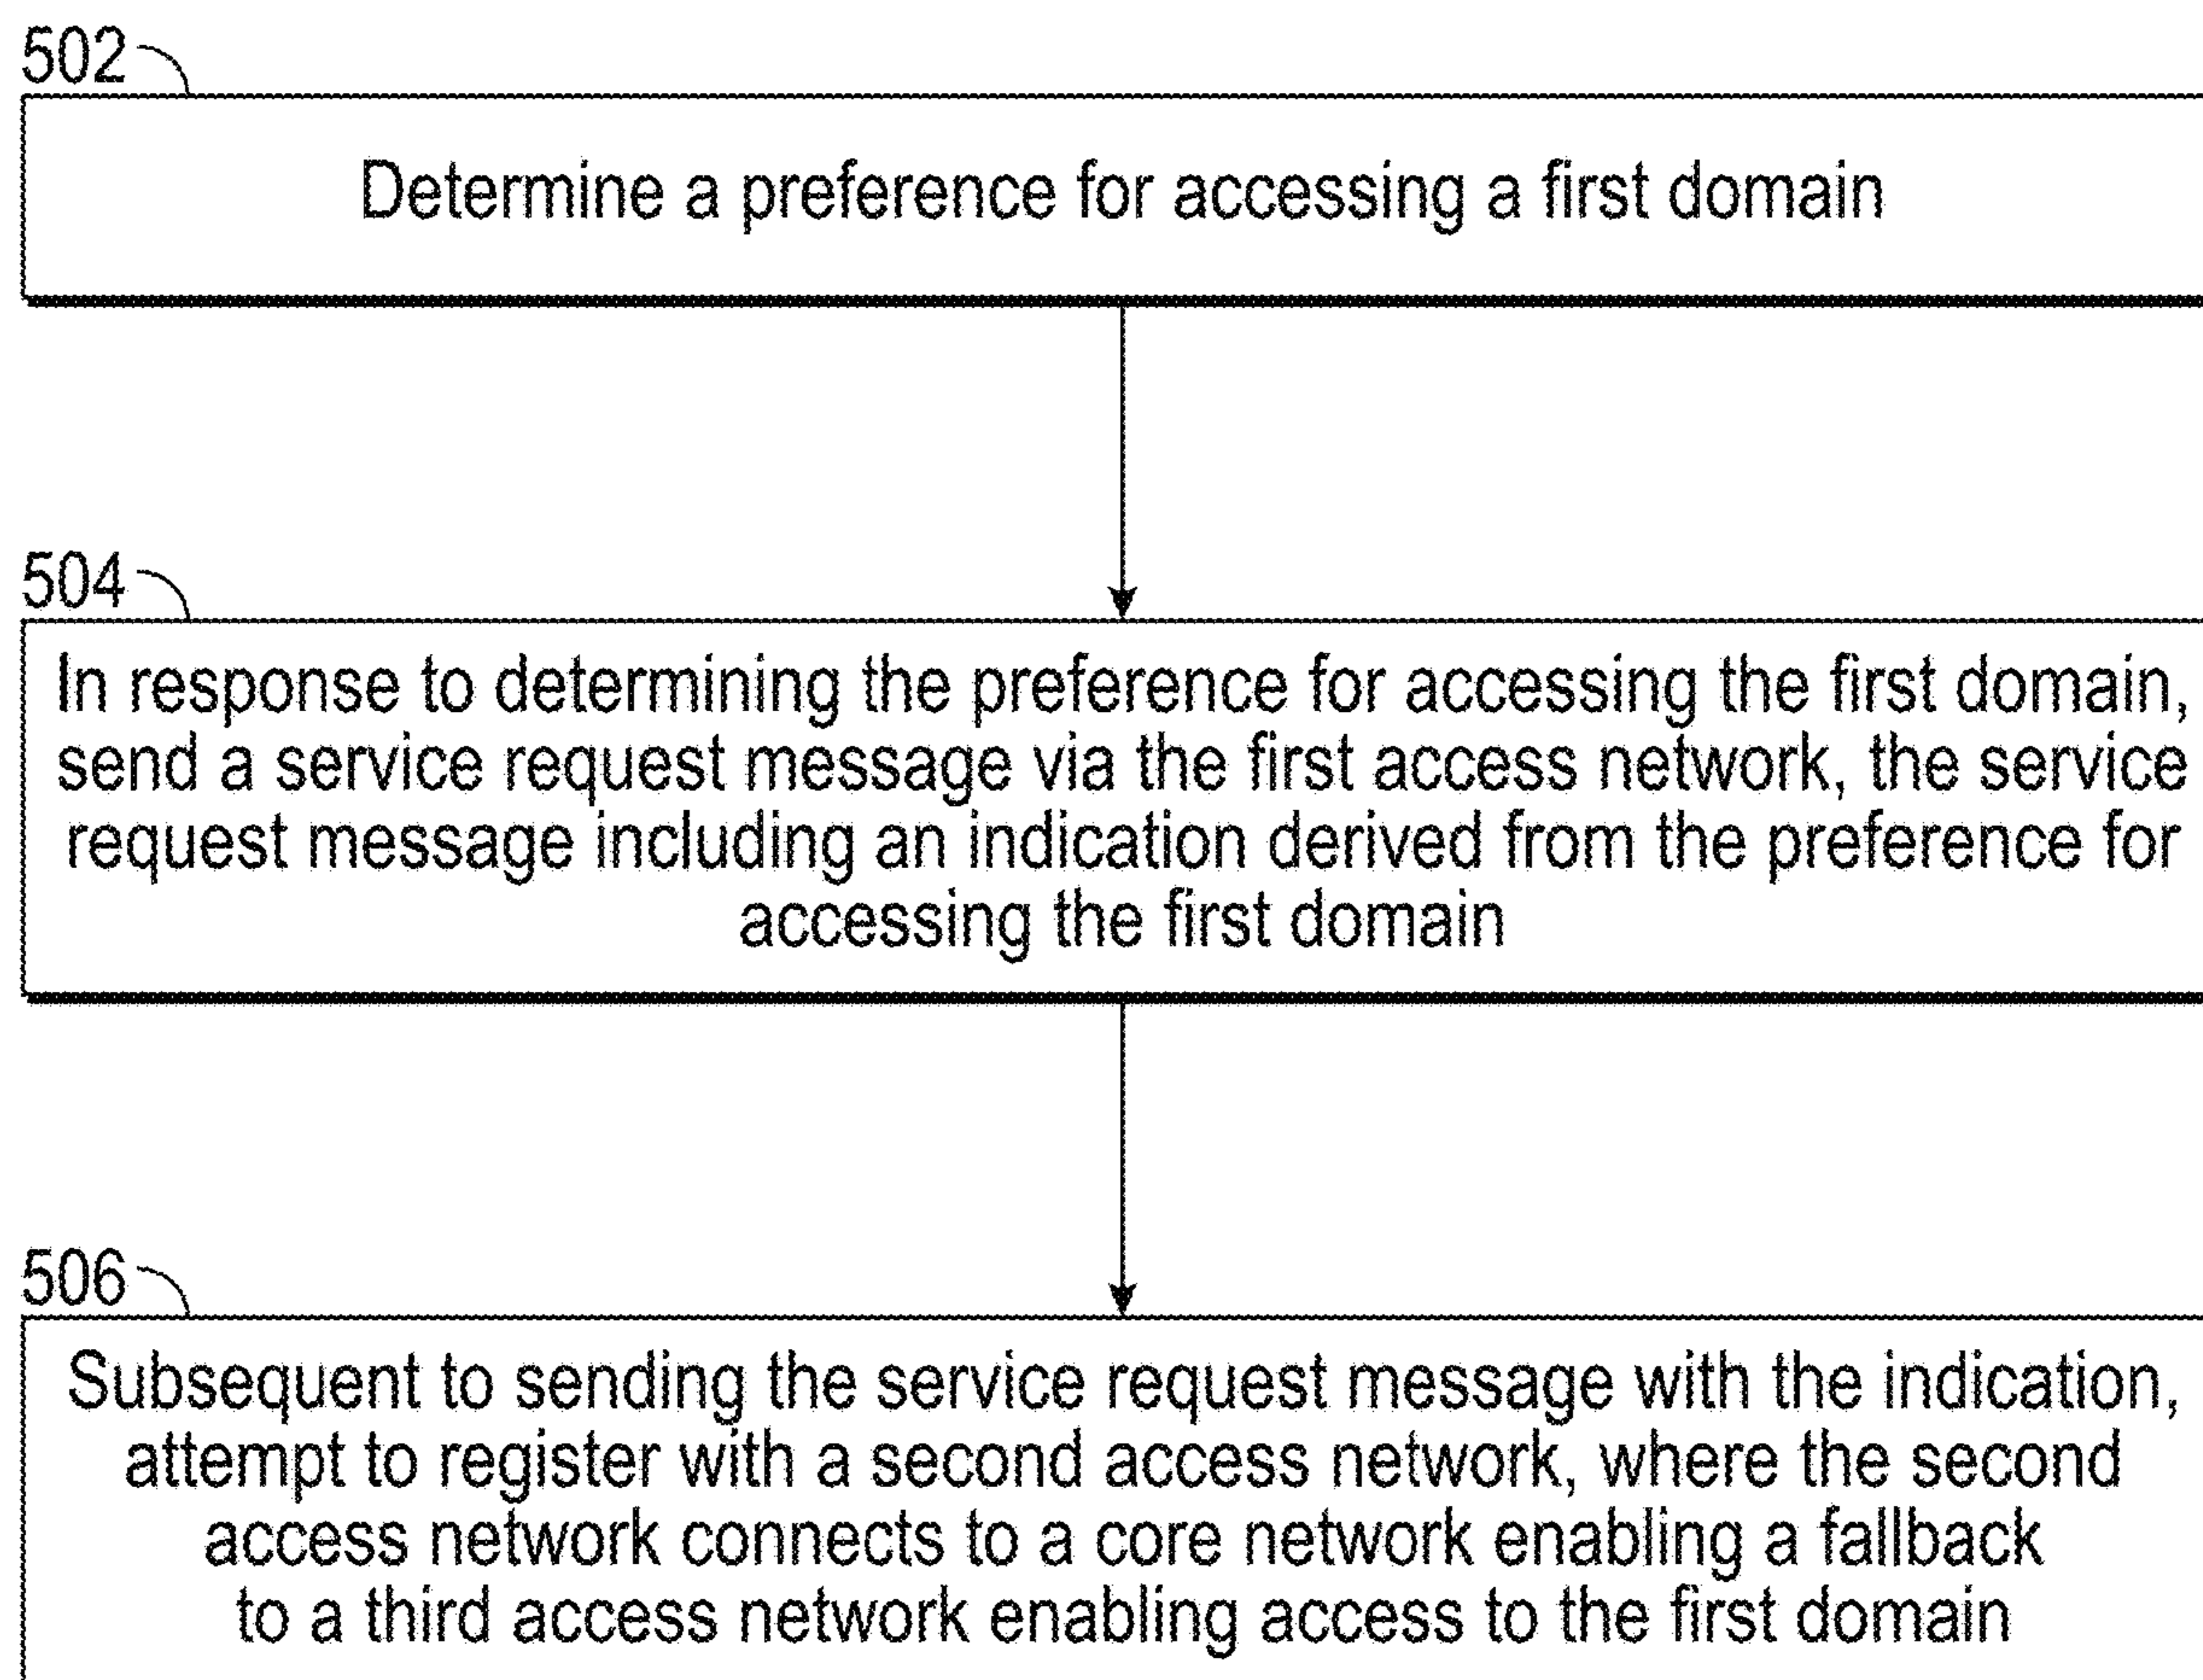 502
Determine a preference for accessing a first domain
504
In response to determining the preference for accessing the first domain,
send a service request message via the first access network, the service
request message including an indication derived from the preference for
accessing the first domain
506
Subsequent to sending the service request message with the indication,
attempt to register with a second access network, where the second
access network connects to a core network enabling a fallback
to a third access network enabling access to the first domain